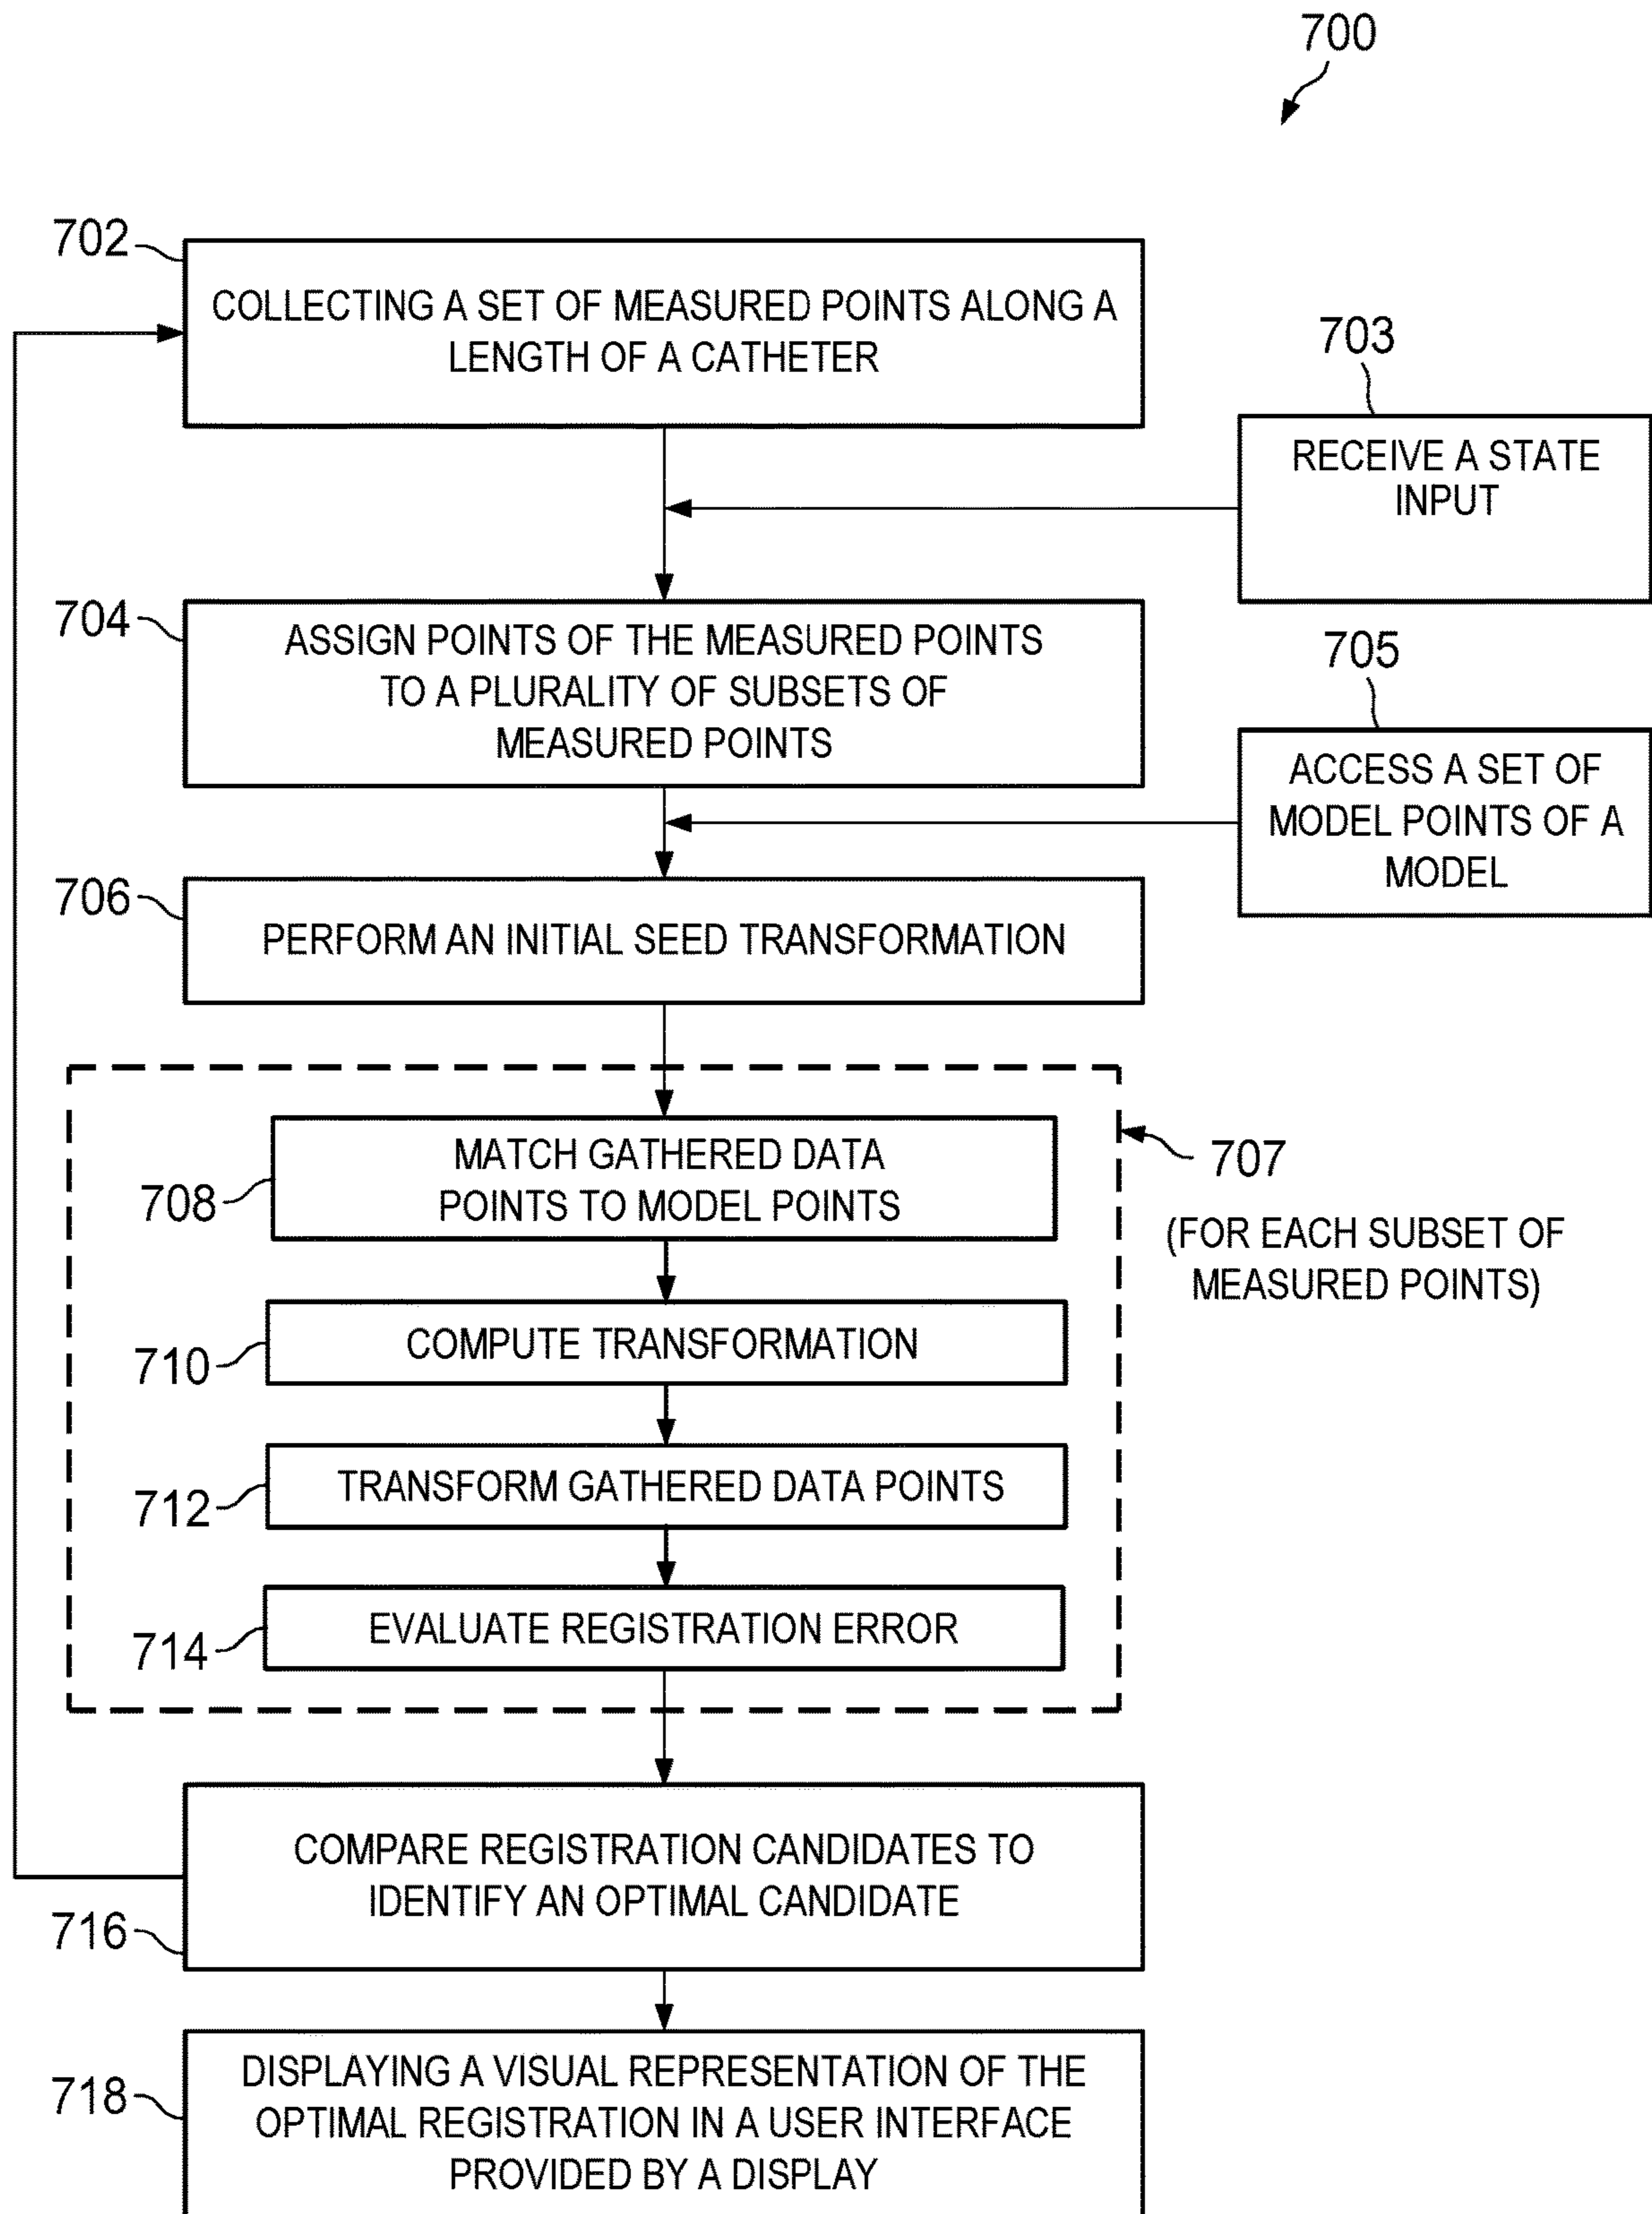 700
702
COLLECTING A SET OF MEASURED POINTS ALONG A
LENGTH OF A CATHETER
703
RECEIVE A STATE
INPUT
704
ASSIGN POINTS OF THE MEASURED POINTS
TO A PLURALITY OF SUBSETS OF
MEASURED POINTS
705
ACCESS A SET OF
MODEL POINTS OF A
MODEL
706
PERFORM AN INITIAL SEED TRANSFORMATION
707
(FOR EACH SUBSET OF
MEASURED POINTS)
708
MATCH GATHERED DATA
POINTS TO MODEL POINTS
710
COMPUTE TRANSFORMATION
712
TRANSFORM GATHERED DATA POINTS
714
EVALUATE REGISTRATION ERROR
716
COMPARE REGISTRATION CANDIDATES TO
IDENTIFY AN OPTIMAL CANDIDATE
718
DISPLAYING A VISUAL REPRESENTATION OF THE
OPTIMAL REGISTRATION IN A USER INTERFACE
PROVIDED BY A DISPLAY